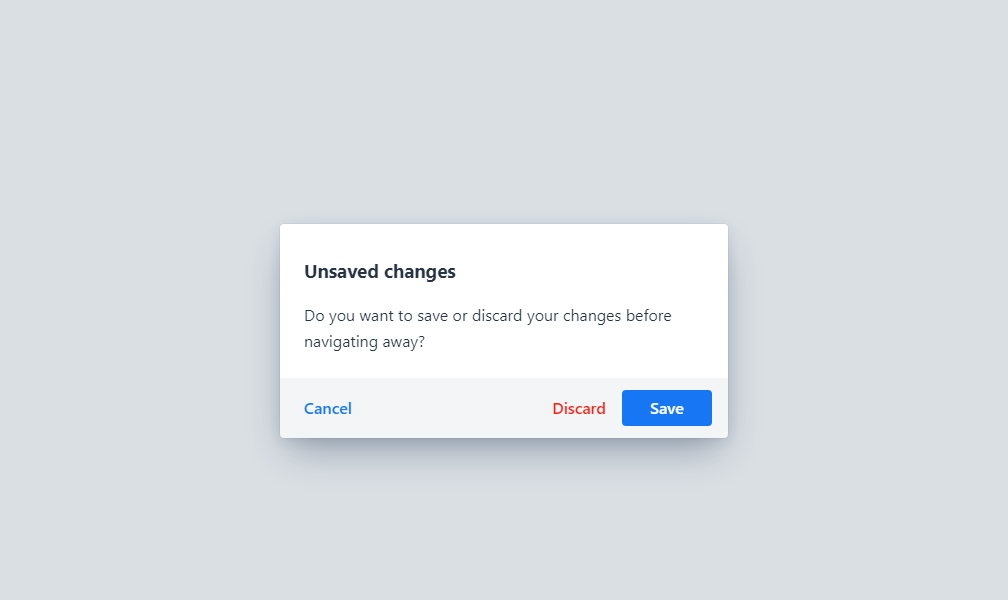 Unsaved changes
Do you want to save or discard your changes before
navigating away?
Cancel Discard Save